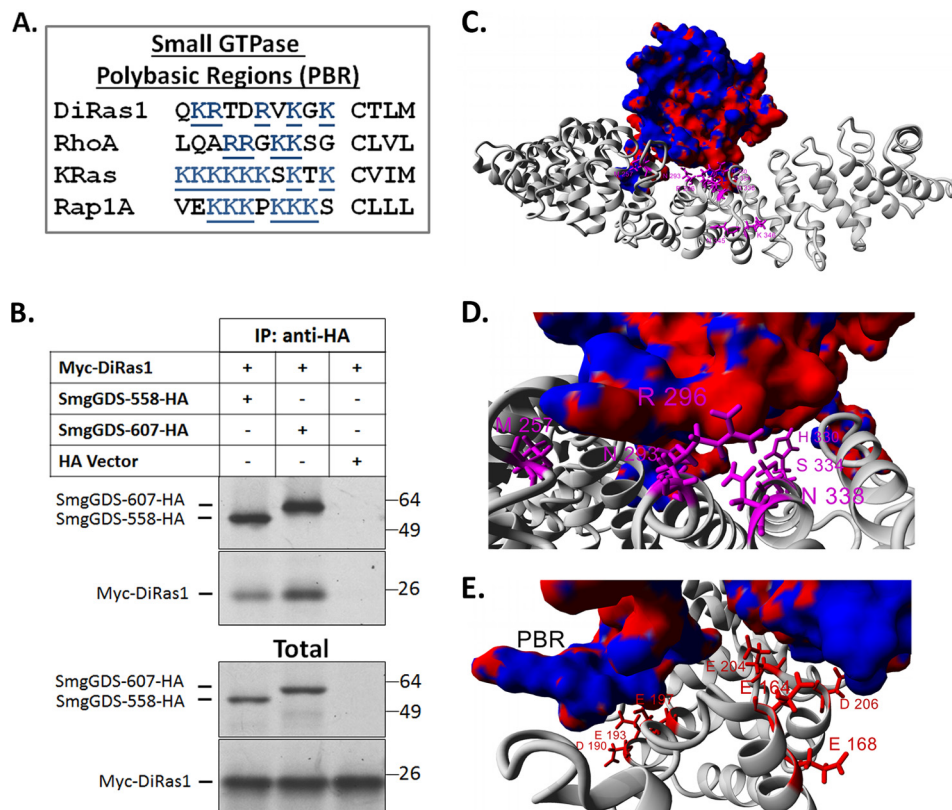 A.
Small GTPase
Polybasic Regions (PBR)
DiRas1 QKRTDRVKGK CTLM
RhoA LQARRGKKSG CLVL
KRas KKKKKKSKTK CVIM
Rap1A VEKKKPKKKS CLLL
B.
IP: anti-HA
Myc-DiRas1 + + +
SmgGDS-558-HA + - -
SmgGDS-607-HA - + -
HA Vector - - +
SmgGDS-607-HA
SmgGDS-558-HA
64
49
Myc-DiRas1
26
Total
SmgGDS-607-HA
SmgGDS-558-HA
64
49
Myc-DiRas1
26
C.
K 348
D.
R 296
M 257
N 293
H 330
S 334
N 338
E.
PBR
E 204
E 164
D 206
E 197
E 193
D 190
E 168